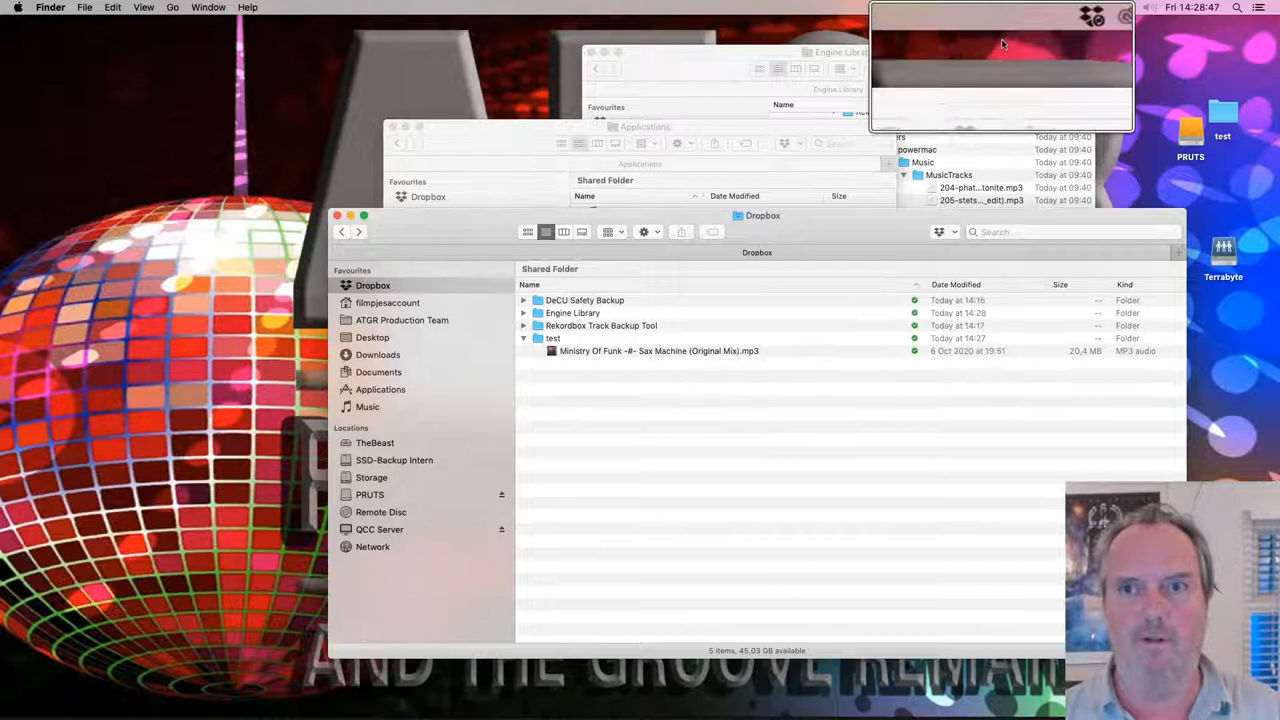 Finder File Edit View Go Window Help
Fri 14:28:47
Engine Librar
Engine Library
Favourites
Name
Applications
Applications
Favourites
Dropbox
Shared Folder
Name
Date Modified
Size
Search
Today at 09:40
powermac Today at 09:40
Music Today at 09:40
MusicTracks Today at 09:40
204-phat...tonite.mp3 Today at 09:40
205-stets..._edit).mp3 Today at 09:40
PRUTS
test
Terrabyte
Dropbox
Search
Dropbox
Favourites
Dropbox
filmpjesaccount
ATGR Production Team
Desktop
Downloads
Documents
Applications
Music
Locations
TheBeast
SSD-Backup Intern
Storage
PRUTS
Remote Disc
QCC Server
Network
Shared Folder
Name Date Modified Size Kind
DeCU Safety Backup Today at 14:16 -- Folder
Engine Library Today at 14:28 -- Folder
Rekordbox Track Backup Tool Today at 14:17 -- Folder
test Today at 14:27 -- Folder
Ministry Of Funk -#- Sax Machine (Original Mix).mp3 6 Oct 2020 at 19:51 20,4 MB MP3 audio
5 items, 45,03 GB available
AND THE GROOVE REMAIN